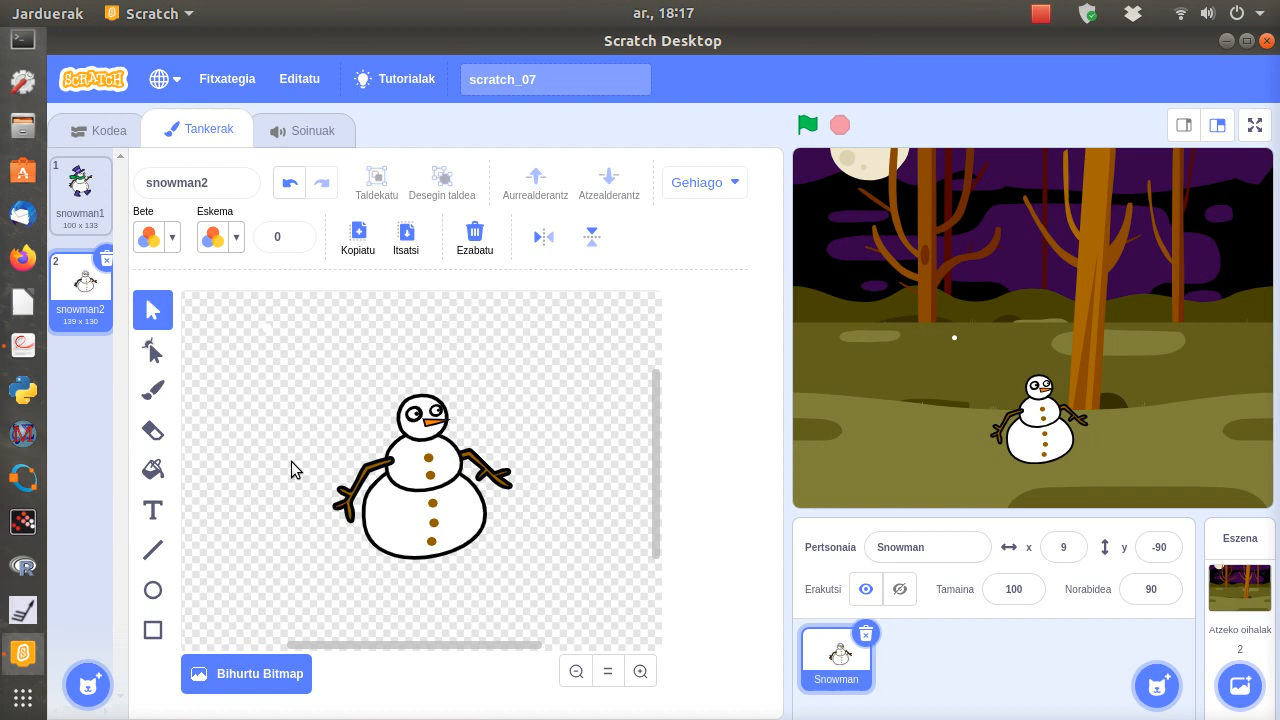 Jarduerak Scratch ar., 18:17
Scratch Desktop
SCRATCH Fitxategia Editatu Tutorialak scratch_07
Kodea Tankerak Soinuak
1
snowman1
100 x 133
2
snowman2
139 x 130
snowman2 Taldekatu Desegin taldea Aurrealderantz Atzealderantz Gehiago
Bete Eskema
0 Kopiatu Itsatsi Ezabatu
T
Bihurtu Bitmap
Pertsonaia Snowman x 9 y -90
Erakutsi Tamaina 100 Norabidea 90
Snowman
Eszena
Atzeko oihalak
2